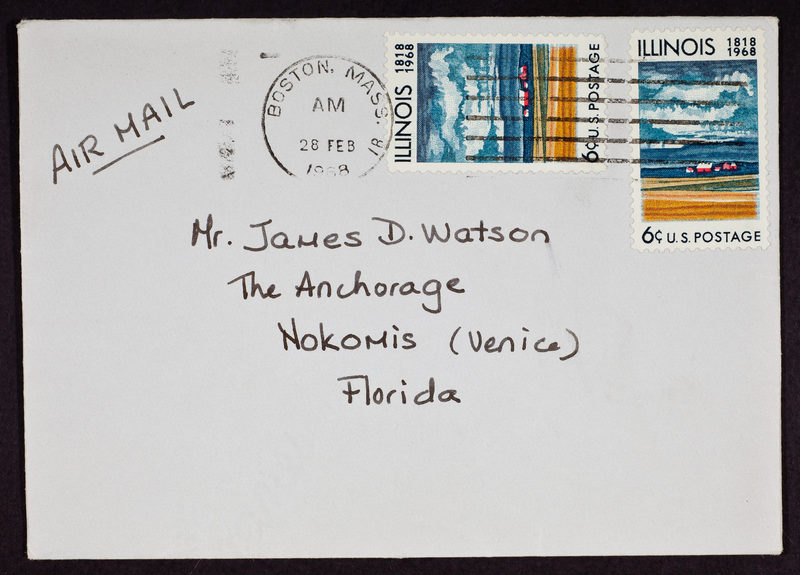 AIR MAIL
BOSTON, MASS.
AM
28 FEB
1968
ILLINOIS 1818 1968
6¢ U.S. POSTAGE
ILLINOIS 1818 1968
6¢ U.S. POSTAGE
Mr. James D. Watson
The Anchorage
Nokomis (Venice)
Florida